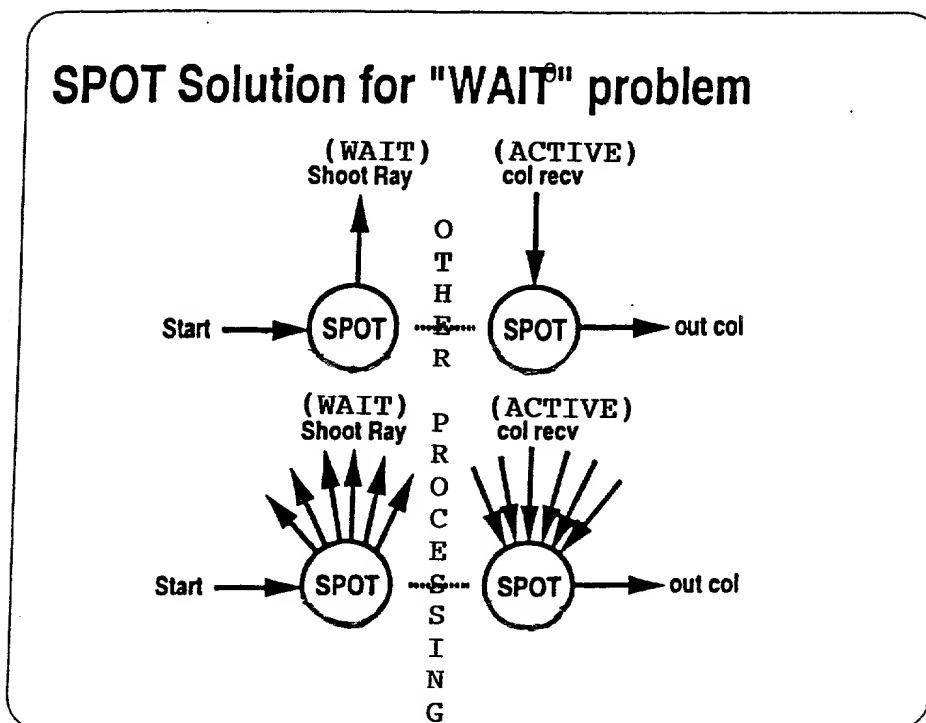 SPOT Solution for "WAIT" problem
(WAIT) (ACTIVE)
Shoot Ray col recv
Start SPOT SPOT out col
(WAIT) (ACTIVE)
Shoot Ray col recv
Start SPOT SPOT out col
OTHER PROCESSING